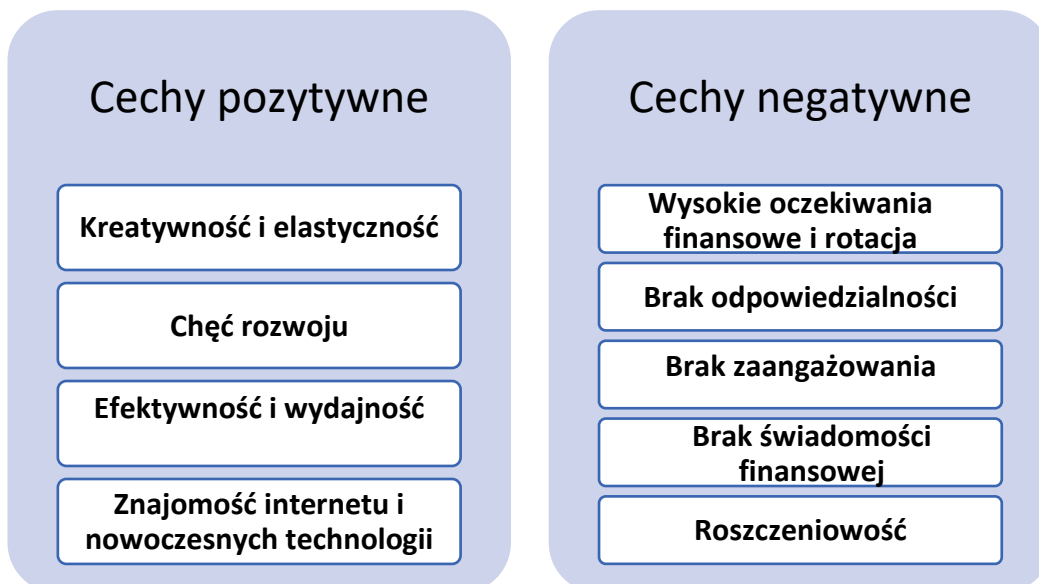 Cechy pozytywne
Kreatywność i elastyczność
Chęć rozwoju
Efektywność i wydajność
Znajomość internetu i
nowoczesnych technologii
Cechy negatywne
Wysokie oczekiwania
finansowe i rotacja
Brak odpowiedzialności
Brak zaangażowania
Brak świadomości
finansowej
Roszczeniowość